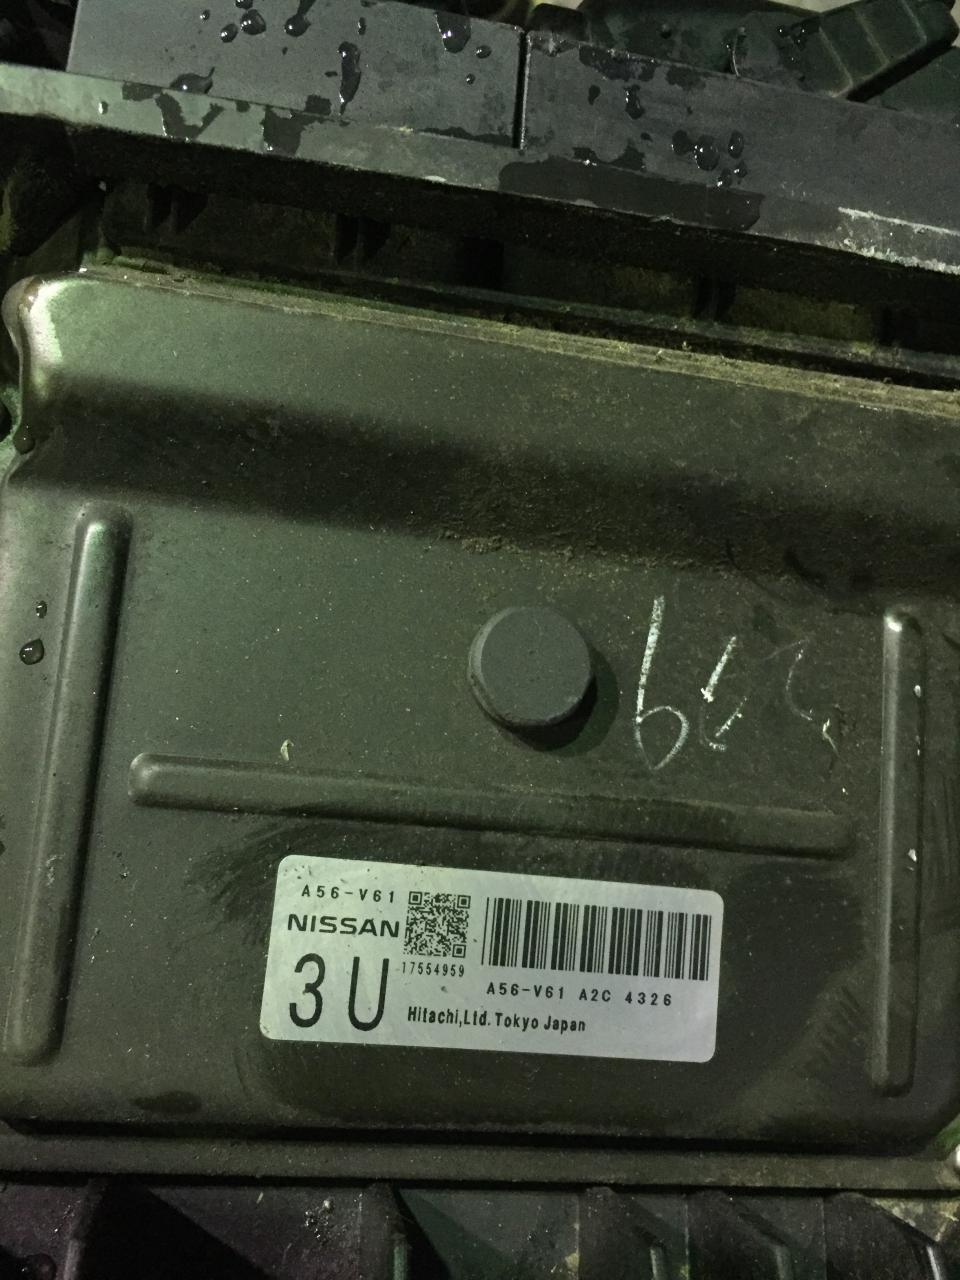 A56-V61
NISSAN
17554959
3U
A56-V61 A2C 4326
Hitachi,Ltd. Tokyo Japan